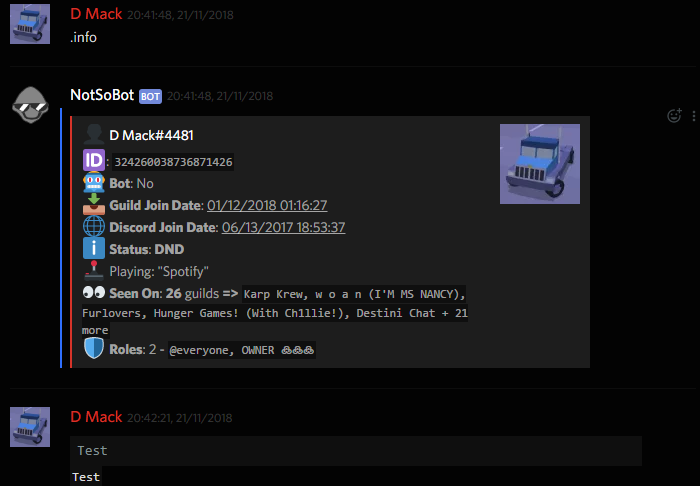 D Mack 20:41:48, 21/11/2018
.info
NotSoBot BOT 20:41:48, 21/11/2018
D Mack#4481
ID : 324260038736871426
Bot: No
Guild Join Date: 01/12/2018 01:16:27
Discord Join Date: 06/13/2017 18:53:37
Status: DND
Playing: "Spotify"
Seen On: 26 guilds => Karp Krew, w o a n (I'M MS NANCY),
Furlovers, Hunger Games! (With Ch1llie!), Destini Chat + 21
more
Roles: 2 - @everyone, OWNER
D Mack 20:42:21, 21/11/2018
Test
Test